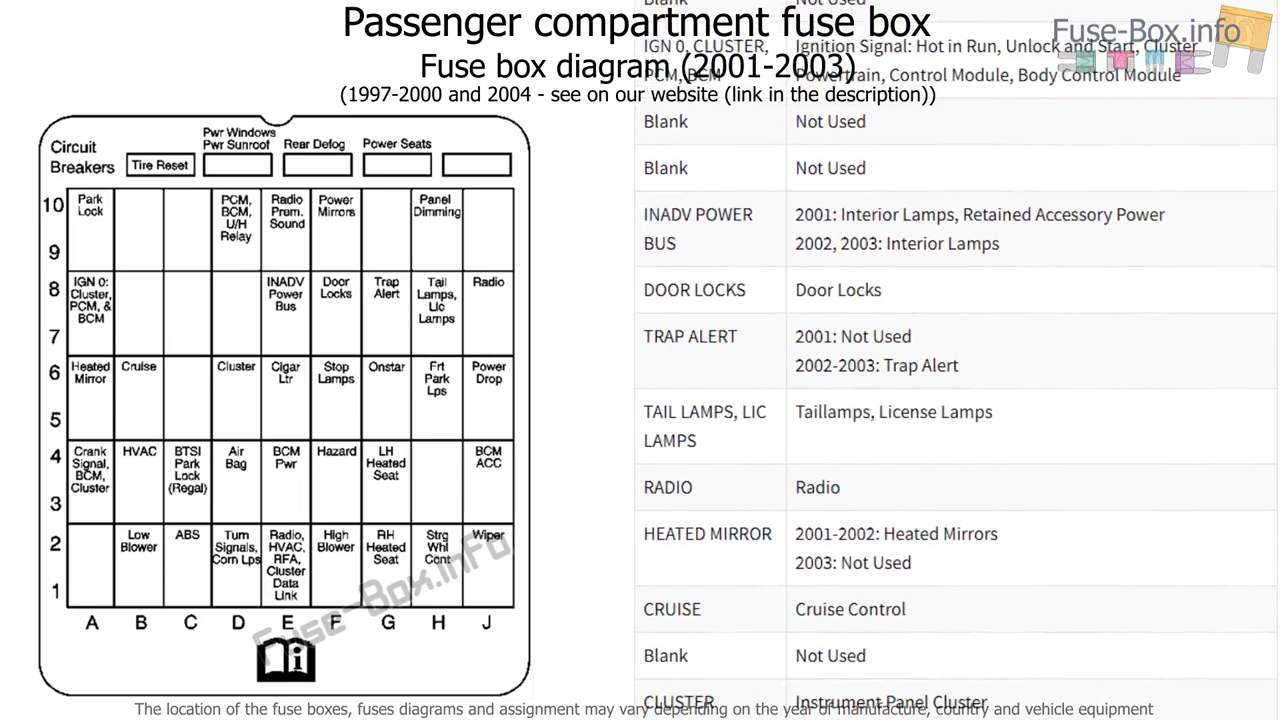 Passenger compartment fuse box
Fuse box diagram (2001-2003)
(1997-2000 and 2004 - see on our website (link in the description))
Fuse-Box.info
Circuit
Breakers
Tire Reset
Pwr Windows
Pwr Sunroof
Rear Defog
Power Seats
10
Park
Lock
PCM,
BCM,
U/H
Relay
Radio
Prem.
Sound
Power
Mirrors
Panel
Dimming
9
8
IGN 0:
Cluster,
PCM, &
BCM
INADV
Power
Bus
Door
Locks
Trap
Alert
Tail
Lamps,
Lic
Lamps
Radio
7
6
Heated
Mirror
Cruise
Cluster
Cigar
Ltr
Stop
Lamps
Onstar
Frt
Park
Lps
Power
Drop
5
4
Crank
Signal,
BCM,
Cluster
HVAC
BTSI
Park
Lock
(Regal)
Air
Bag
BCM
Pwr
Hazard
LH
Heated
Seat
BCM
ACC
3
2
Low
Blower
ABS
Turn
Signals,
Corn Lps
Radio,
HVAC,
RFA,
Cluster
Data
Link
High
Blower
RH
Heated
Seat
Strg
Whl
Cont
Wiper
1
A B C D E F G H J
Fuse-Box.info
Blank Not Used
IGN 0, CLUSTER, Ignition Signal: Hot in Run, Unlock and Start, Cluster
PCM, BCM Powertrain, Control Module, Body Control Module
Blank Not Used
Blank Not Used
INADV POWER 2001: Interior Lamps, Retained Accessory Power
BUS 2002, 2003: Interior Lamps
DOOR LOCKS Door Locks
TRAP ALERT 2001: Not Used
2002-2003: Trap Alert
TAIL LAMPS, LIC Taillamps, License Lamps
LAMPS
RADIO Radio
HEATED MIRROR 2001-2002: Heated Mirrors
2003: Not Used
CRUISE Cruise Control
Blank Not Used
CLUSTER Instrument Panel Cluster
The location of the fuse boxes, fuses diagrams and assignment may vary depending on the year of manufacture, country and vehicle equipment